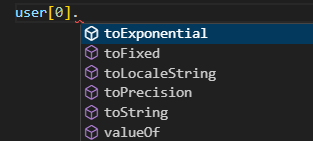 user[0].
toExponential
toFixed
toLocaleString
toPrecision
toString
valueOf